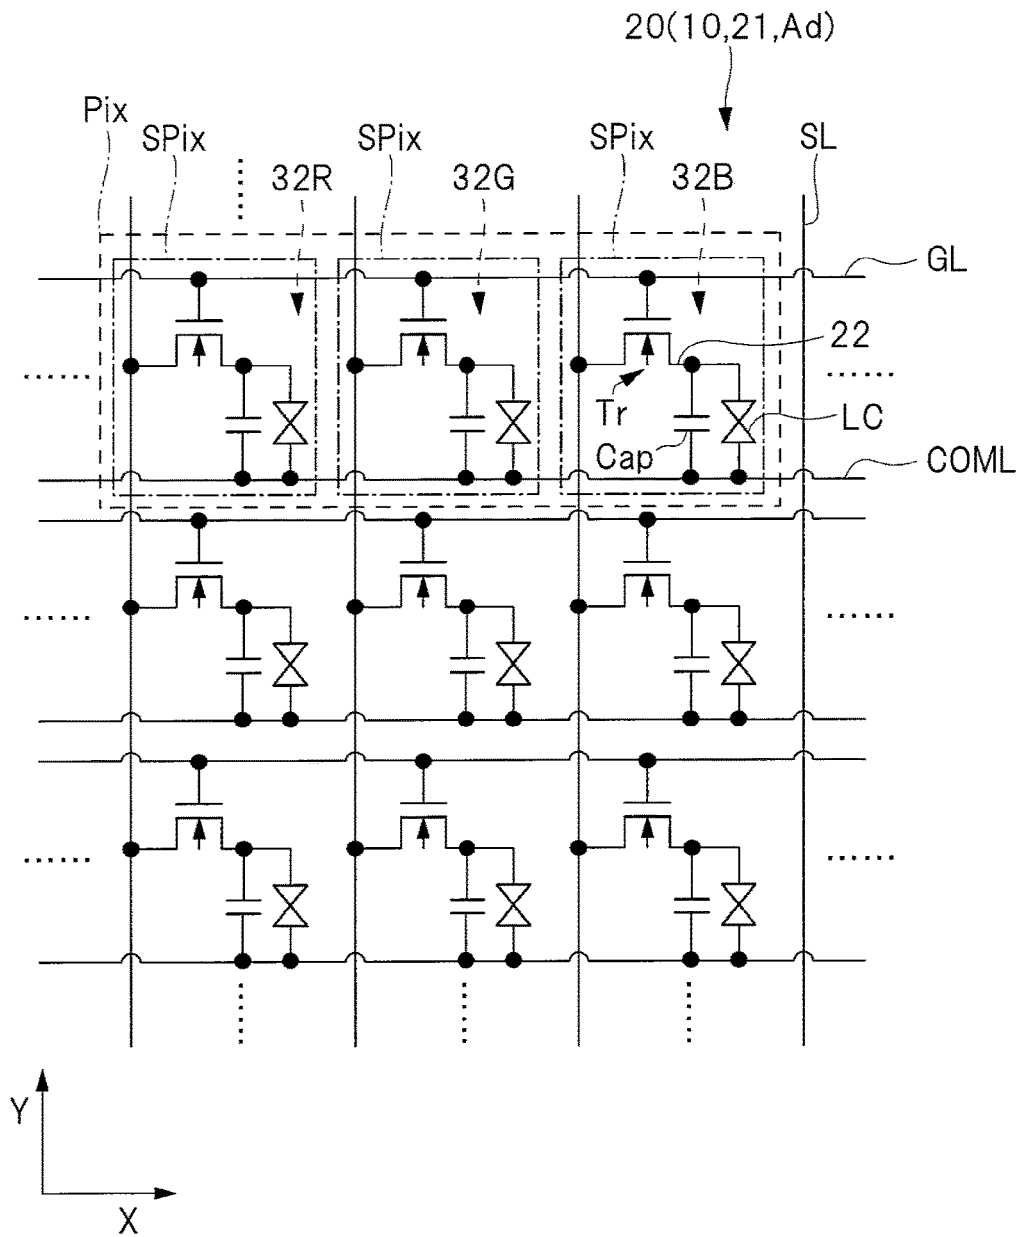 20(10,21,Ad)
Pix
SPix
SPix
SPix
SL
32R
32G
32B
GL
22
Tr
LC
Cap
COML
Y
X